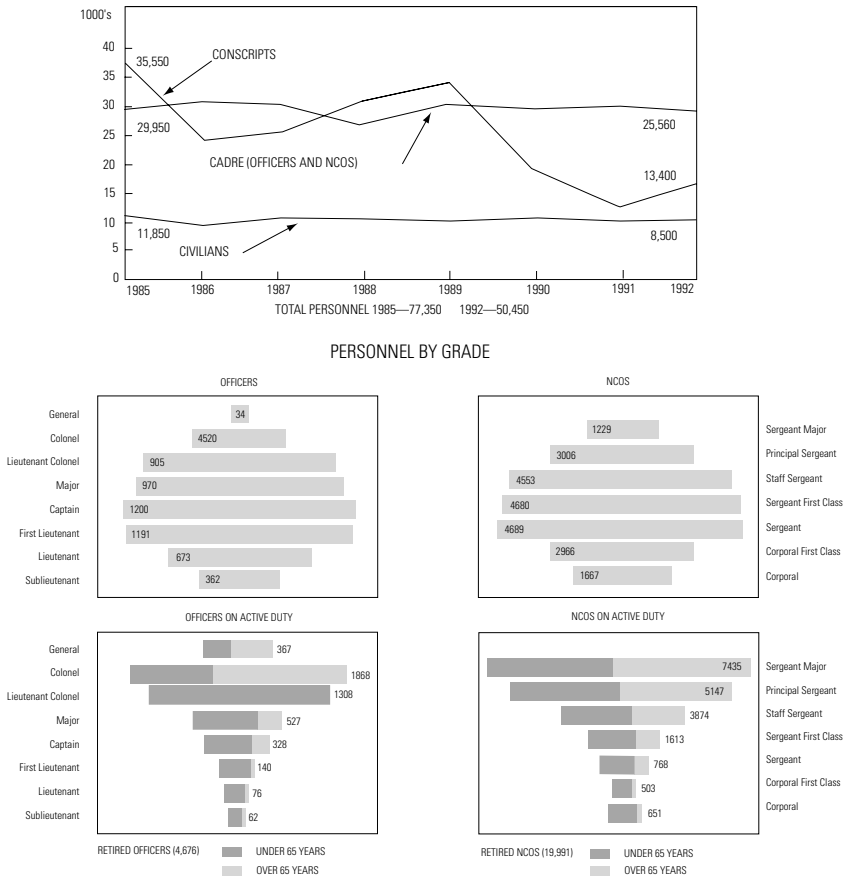 1000's
40
35
30
25
20
15
10
5
0
35,550
CONSCRIPTS
29,950
25,560
CADRE (OFFICERS AND NCOS)
13,400
11,850
CIVILIANS
8,500
1985 1986 1987 1988 1989 1990 1991 1992
TOTAL PERSONNEL 1985—77,350 1992—50,450
PERSONNEL BY GRADE
OFFICERS
General 34
Colonel 4520
Lieutenant Colonel 905
Major 970
Captain 1200
First Lieutenant 1191
Lieutenant 673
Sublieutenant 362
NCOS
1229 Sergeant Major
3006 Principal Sergeant
4553 Staff Sergeant
4680 Sergeant First Class
4689 Sergeant
2966 Corporal First Class
1667 Corporal
OFFICERS ON ACTIVE DUTY
General 367
Colonel 1868
Lieutenant Colonel 1308
Major 527
Captain 328
First Lieutenant 140
Lieutenant 76
Sublieutenant 62
RETIRED OFFICERS (4,676) UNDER 65 YEARS
OVER 65 YEARS
NCOS ON ACTIVE DUTY
7435 Sergeant Major
5147 Principal Sergeant
3874 Staff Sergeant
1613 Sergeant First Class
768 Sergeant
503 Corporal First Class
651 Corporal
RETIRED NCOS (19,991) UNDER 65 YEARS
OVER 65 YEARS